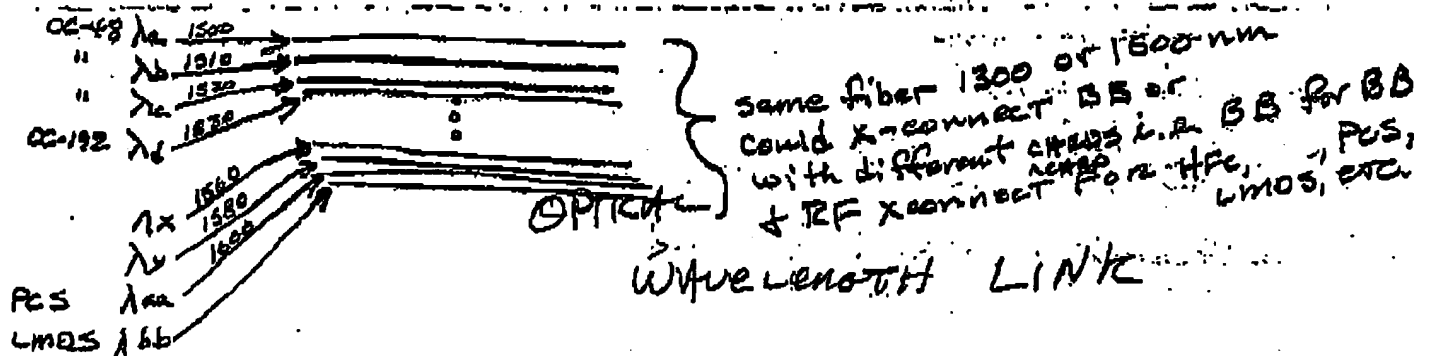 OC-48 λa 1500
" λb 1510
" λc 1520
OC-192 λd 1530
λx 1560
λy 1580
1600
PCS λaa
LMDS λbb
OPTICAL
WAVELENGTH LINK
same fiber 1300 or 1500 nm
could x-connect BB or
with different i.e. BB for BB
+ RF xconnect FOR HFC, PCS,
LMDS, etc.